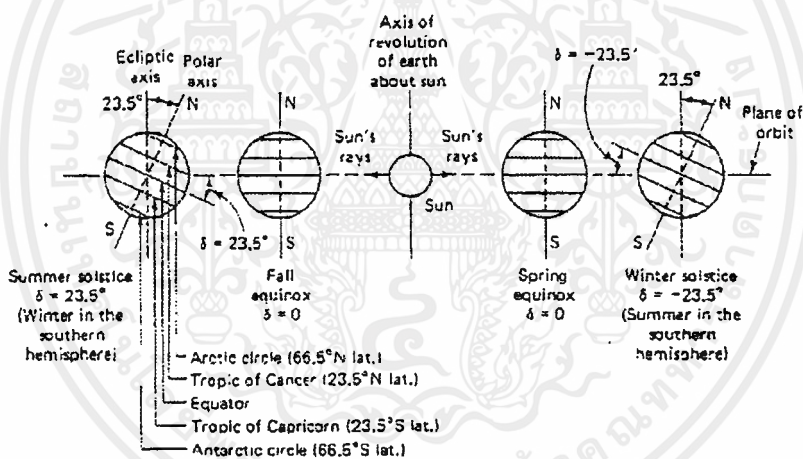 Axis of
revolution
of earth
about sun
Ecliptic
axis
Polar
axis
23.5°
N
N
δ = −23.5°
23.5°
N
N
Plane of
orbit
Sun's
rays
Sun's
rays
Sun
S
δ = 23.5°
S
S
S
Summer solstice
δ = 23.5°
(Winter in the
southern
hemisphere)
Fall
equinox
δ = 0
Spring
equinox
δ = 0
Winter solstice
δ = −23.5°
(Summer in the
southern
hemisphere)
Arctic circle (66.5°N lat.)
Tropic of Cancer (23.5°N lat.)
Equator
Tropic of Capricorn (23.5°S lat.)
Antarctic circle (66.5°S lat.)